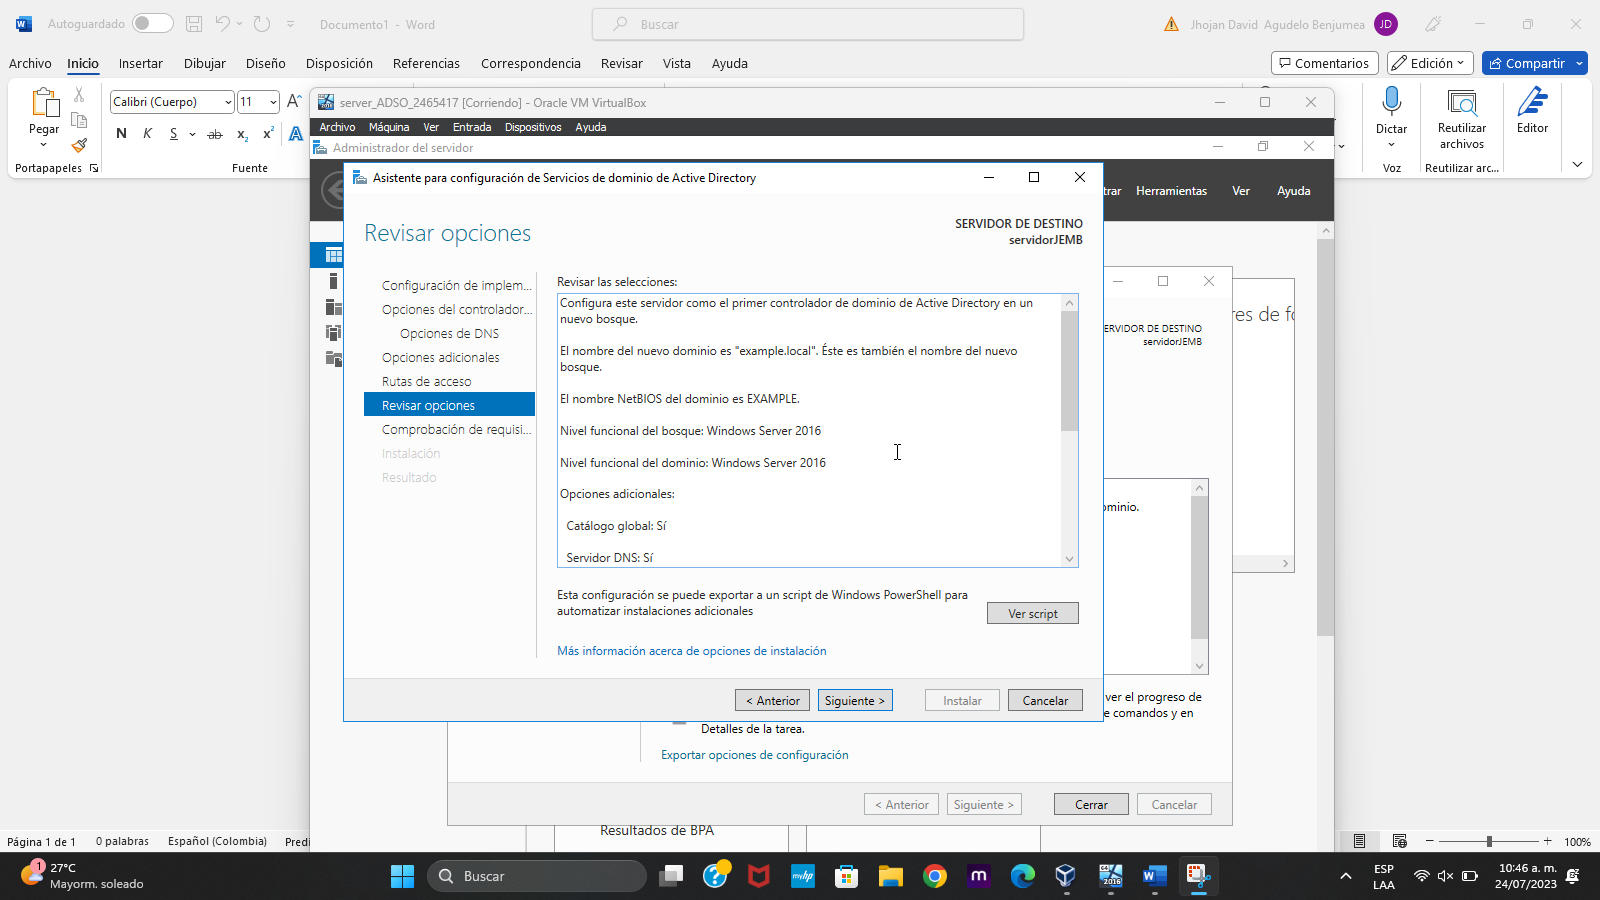 Autoguardado
Documento1 - Word
Buscar
Jhojan David Agudelo Benjumea
JD
Archivo Inicio Insertar Dibujar Diseño Disposición Referencias Correspondencia Revisar Vista Ayuda
Comentarios
Edición
Compartir
Calibri (Cuerpo) 11
Pegar
N K S ab x₂ x² A
Portapapeles
Fuente
Dictar
Voz
Reutilizar
archivos
Reutilizar arc...
Editor
server_ADSO_2465417 [Corriendo] - Oracle VM VirtualBox
Archivo Máquina Ver Entrada Dispositivos Ayuda
Administrador del servidor
trar Herramientas Ver Ayuda
Asistente para configuración de Servicios de dominio de Active Directory
Revisar opciones
SERVIDOR DE DESTINO
servidorJEMB
Configuración de implem...
Opciones del controlador...
Opciones de DNS
Opciones adicionales
Rutas de acceso
Revisar opciones
Comprobación de requisi...
Instalación
Resultado
Revisar las selecciones:
Configura este servidor como el primer controlador de dominio de Active Directory en un
nuevo bosque.
El nombre del nuevo dominio es "example.local". Éste es también el nombre del nuevo
bosque.
El nombre NetBIOS del dominio es EXAMPLE.
Nivel funcional del bosque: Windows Server 2016
Nivel funcional del dominio: Windows Server 2016
Opciones adicionales:
Catálogo global: Sí
Servidor DNS: Sí
Esta configuración se puede exportar a un script de Windows PowerShell para
automatizar instalaciones adicionales
Ver script
Más información acerca de opciones de instalación
< Anterior
Siguiente >
Instalar
Cancelar
res de fo
ERVIDOR DE DESTINO
servidorJEMB
ominio.
ver el progreso de
e comandos y en
Detalles de la tarea.
Exportar opciones de configuración
< Anterior
Siguiente >
Cerrar
Cancelar
Resultados de BPA
Página 1 de 1 0 palabras Español (Colombia) Predi
100%
1
27°C
Mayorm. soleado
Buscar
myhp
m
2016
ESP
LAA
10:46 a. m.
24/07/2023